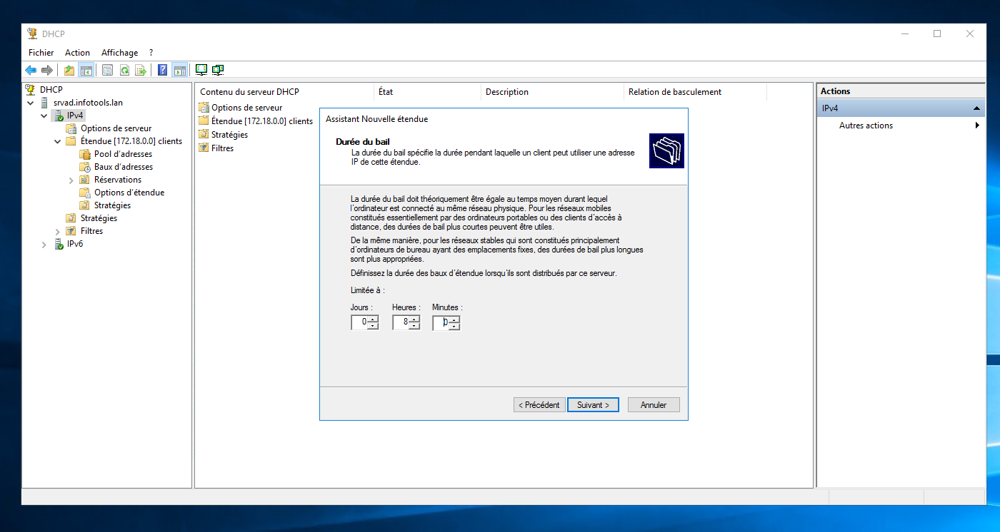 DHCP
Fichier Action Affichage ?
DHCP
srvad.infotools.lan
IPv4
Options de serveur
Étendue [172.18.0.0] clients
Pool d'adresses
Baux d'adresses
Réservations
Options d'étendue
Stratégies
Stratégies
Filtres
IPv6
Contenu du serveur DHCP État Description Relation de basculement
Options de serveur
Étendue [172.18.0.0] clients
Stratégies
Filtres
Assistant Nouvelle étendue
Durée du bail
La durée du bail spécifie la durée pendant laquelle un client peut utiliser une adresse
IP de cette étendue.
La durée du bail doit théoriquement être égale au temps moyen durant lequel
l'ordinateur est connecté au même réseau physique. Pour les réseaux mobiles
constitués essentiellement par des ordinateurs portables ou des clients d'accès à
distance, des durées de bail plus courtes peuvent être utiles.
De la même manière, pour les réseaux stables qui sont constitués principalement
d'ordinateurs de bureau ayant des emplacements fixes, des durées de bail plus longues
sont plus appropriées.
Définissez la durée des baux d'étendue lorsqu'ils sont distribués par ce serveur.
Limitée à :
Jours : Heures : Minutes :
0 8 0
< Précédent Suivant > Annuler
Actions
IPv4
Autres actions